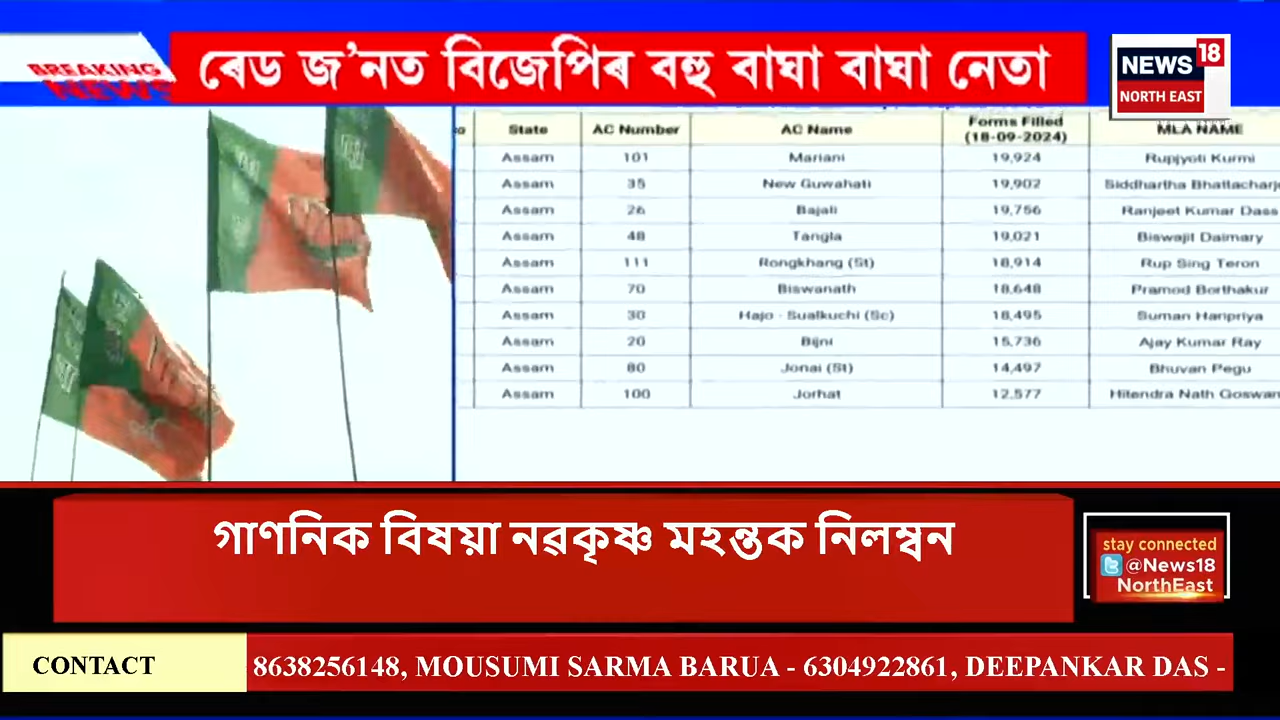 BREAKING NEWS
ৰেড জ'নত বিজেপিৰ বহু বাঘা বাঘা নেতা
NEWS 18
NORTH EAST
State AC Number AC Name Forms Filled (18-09-2024) MLA NAME
Assam 101 Mariani 19,924 Rupjyoti Kurmi
Assam 35 New Guwahati 19,902 Siddhartha Bhattacharje
Assam 26 Bajali 19,756 Ranjeet Kumar Dass
Assam 48 Tangla 19,021 Biswajit Daimary
Assam 111 Rongkhang (St) 18,914 Rup Sing Teron
Assam 70 Biswanath 18,648 Pramod Borthakur
Assam 30 Hajo - Sualkuchi (Sc) 18,495 Suman Haripriya
Assam 20 Bijni 15,736 Ajay Kumar Ray
Assam 80 Jonai (St) 14,497 Bhuvan Pegu
Assam 100 Jorhat 12,577 Hitendra Nath Goswam
গাণনিক বিষয়া নৱকৃষ্ণ মহন্তক নিলম্বন
stay connected
@News18
NorthEast
CONTACT 8638256148, MOUSUMI SARMA BARUA - 6304922861, DEEPANKAR DAS -